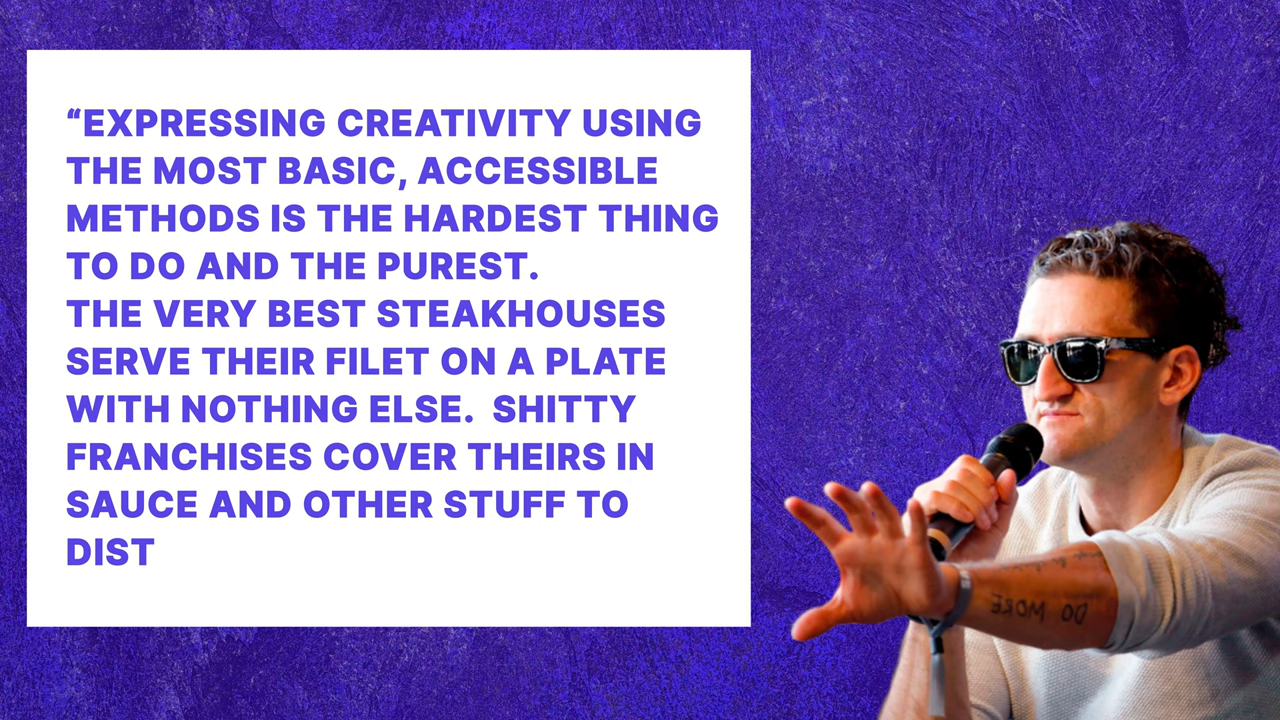 “EXPRESSING CREATIVITY USING
THE MOST BASIC, ACCESSIBLE
METHODS IS THE HARDEST THING
TO DO AND THE PUREST.
THE VERY BEST STEAKHOUSES
SERVE THEIR FILET ON A PLATE
WITH NOTHING ELSE.  SHITTY
FRANCHISES COVER THEIRS IN
SAUCE AND OTHER STUFF TO
DIST
DO MORE